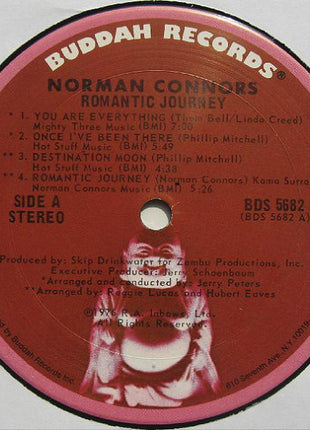 BUDDAH RECORDS®
NORMAN CONNORS
ROMANTIC JOURNEY
* 1. YOU ARE EVERYTHING (Thom Bell/Linda Creed)
Mighty Three Music (BMI) 7:00
* 2. ONCE I'VE BEEN THERE (Phillip Mitchell)
Hot Stuff Music (BMI) 5:49
** 3. DESTINATION MOON (Phillip Mitchell)
Hot Stuff Music (BMI) 4:38
** 4. ROMANTIC JOURNEY (Norman Connors) Kama Sutra
Norman Connors Music (BMI) 5:26
SIDE A
STEREO
BDS 5682
(BDS 5682 A)
Produced by: Skip Drinkwater for Zembu Productions, Inc.
Executive Producer: Jerry Schoenbaum
*Arranged and conducted by: Jerry Peters
**Arranged by: Reggie Lucas and Hubert Eaves
©1976 R.A.
All Rights Reserved.
by Buddah Records Inc
810 Seventh Ave. N.Y. 10019